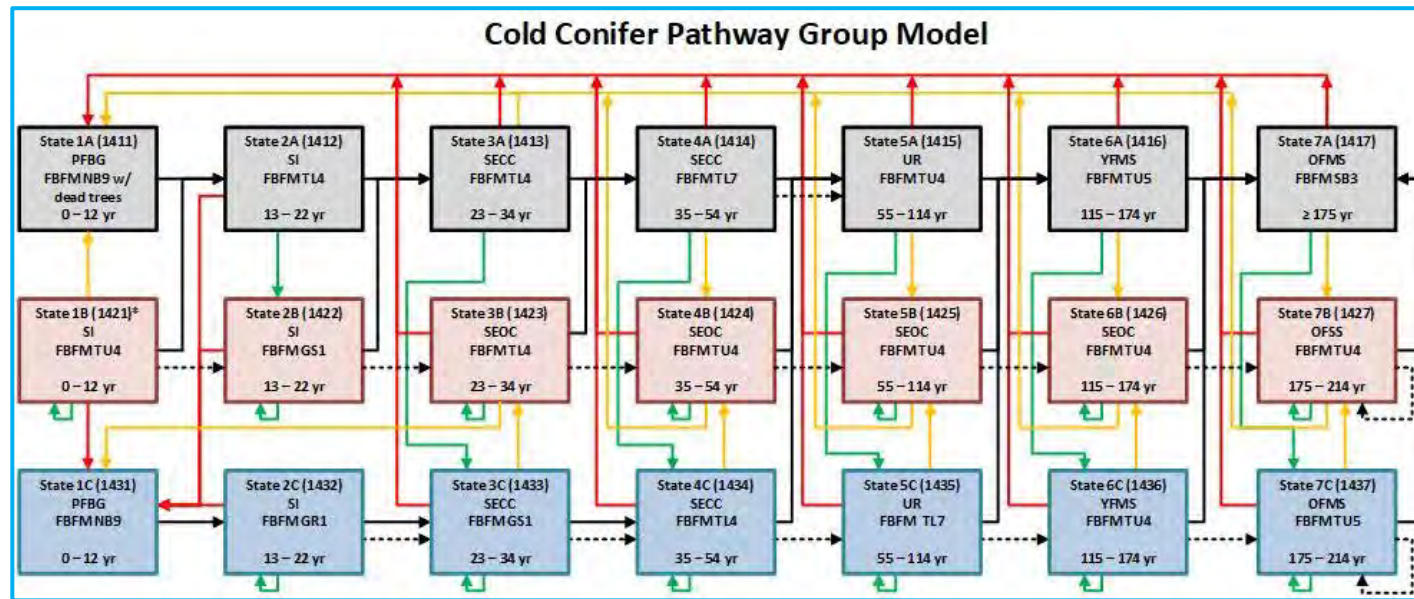 Cold Conifer Pathway Group Model
State 1A (1411)
PFBG
FBFMNB9 w/
dead trees
0 – 12 yr
State 2A (1412)
SI
FBFMTL4
13 – 22 yr
State 3A (1413)
SECC
FBFMTL4
23 – 34 yr
State 4A (1414)
SECC
FBFMTL7
35 – 54 yr
State 5A (1415)
UR
FBFMTU4
55 – 114 yr
State 6A (1416)
YFMS
FBFMTU5
115 – 174 yr
State 7A (1417)
OFMS
FBFMSB3
≥ 175 yr
State 1B (1421)*
SI
FBFMTU4
0 – 12 yr
State 2B (1422)
SI
FBFMGS1
13 – 22 yr
State 3B (1423)
SEOC
FBFMTL4
23 – 34 yr
State 4B (1424)
SEOC
FBFMTU4
35 – 54 yr
State 5B (1425)
SEOC
FBFMTU4
55 – 114 yr
State 6B (1426)
SEOC
FBFMTU4
115 – 174 yr
State 7B (1427)
OFSS
FBFMTU4
175 – 214 yr
State 1C (1431)
PFBG
FBFMNB9
0 – 12 yr
State 2C (1432)
SI
FBFMGR1
13 – 22 yr
State 3C (1433)
SECC
FBFMGS1
23 – 34 yr
State 4C (1434)
SECC
FBFMTL4
35 – 54 yr
State 5C (1435)
UR
FBFM TL7
55 – 114 yr
State 6C (1436)
YFMS
FBFMTU4
115 – 174 yr
State 7C (1437)
OFMS
FBFMTU5
175 – 214 yr